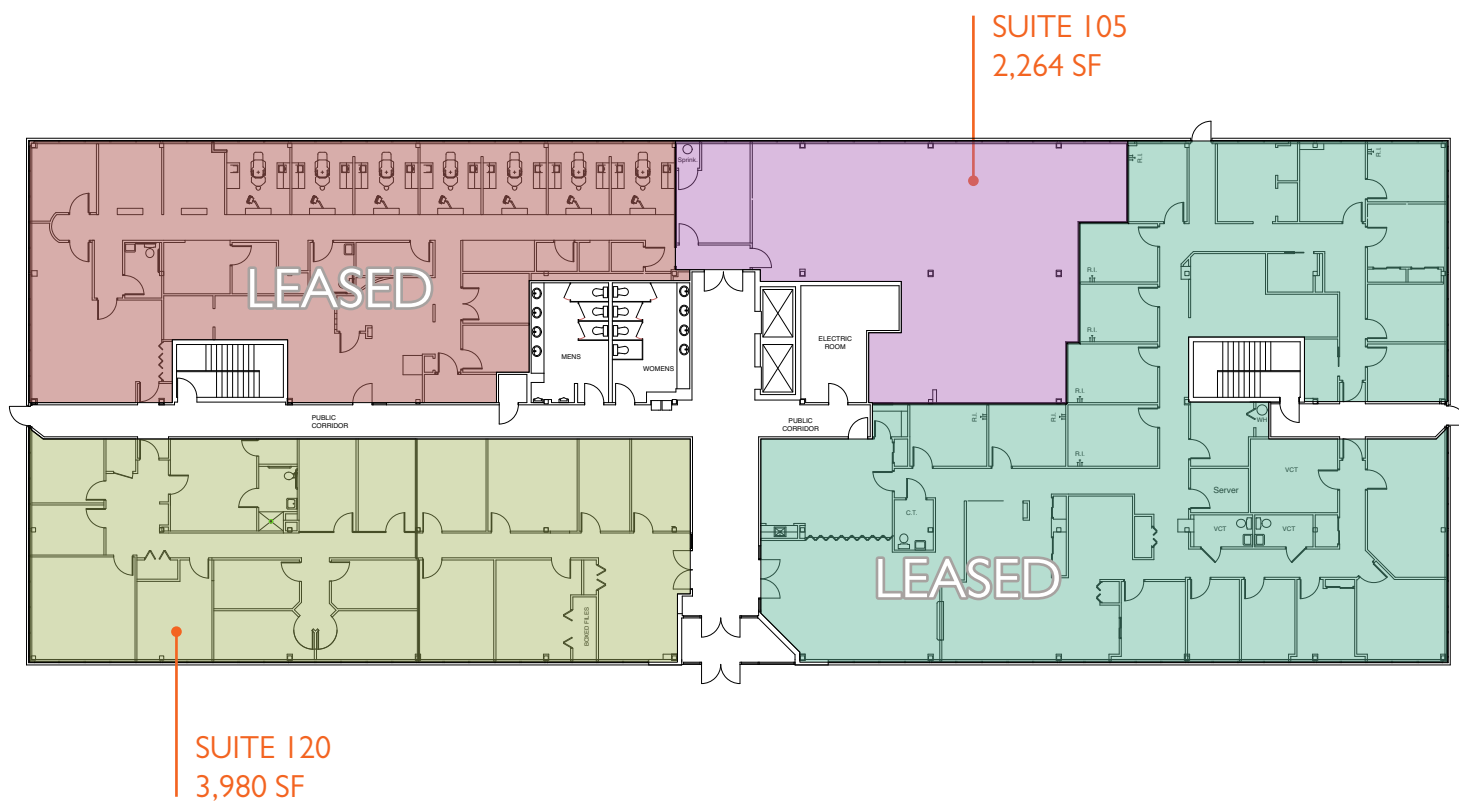 SUITE 105
2,264 SF
Sprink.
R.I.
R.I.
LEASED
R.I.
R.I.
ELECTRIC
ROOM
MENS
WOMENS
R.I.
PUBLIC
CORRIDOR
PUBLIC
CORRIDOR
R.I.
R.I.
WH
R.I.
VCT
Server
C.T.
VCT
VCT
LEASED
BOXED FILES
SUITE 120
3,980 SF